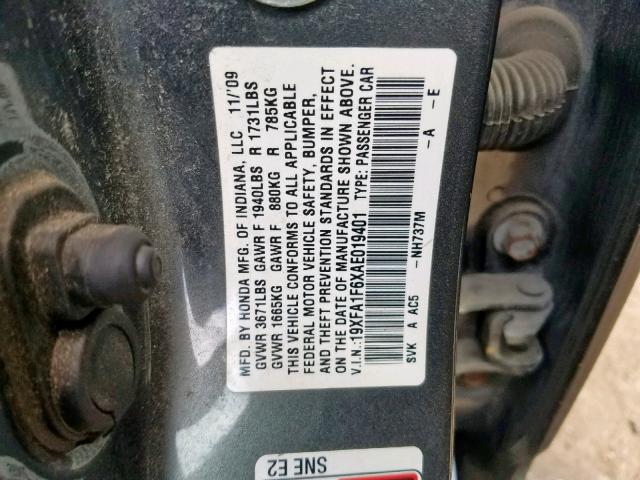 MFD. BY HONDA MFG. OF INDIANA, LLC 11/'09
GVWR 3671LBS GAWR F 1940LBS R 1731LBS
GVWR 1665KG GAWR F 880KG R 785KG
THIS VEHICLE CONFORMS TO ALL APPLICABLE
FEDERAL MOTOR VEHICLE SAFETY, BUMPER,
AND THEFT PREVENTION STANDARDS IN EFFECT
ON THE DATE OF MANUFACTURE SHOWN ABOVE.
V.I.N.:19XFA1F6XAE019401 TYPE: PASSENGER CAR
SVK A AC5 -NH737M -A -E
SNE E2